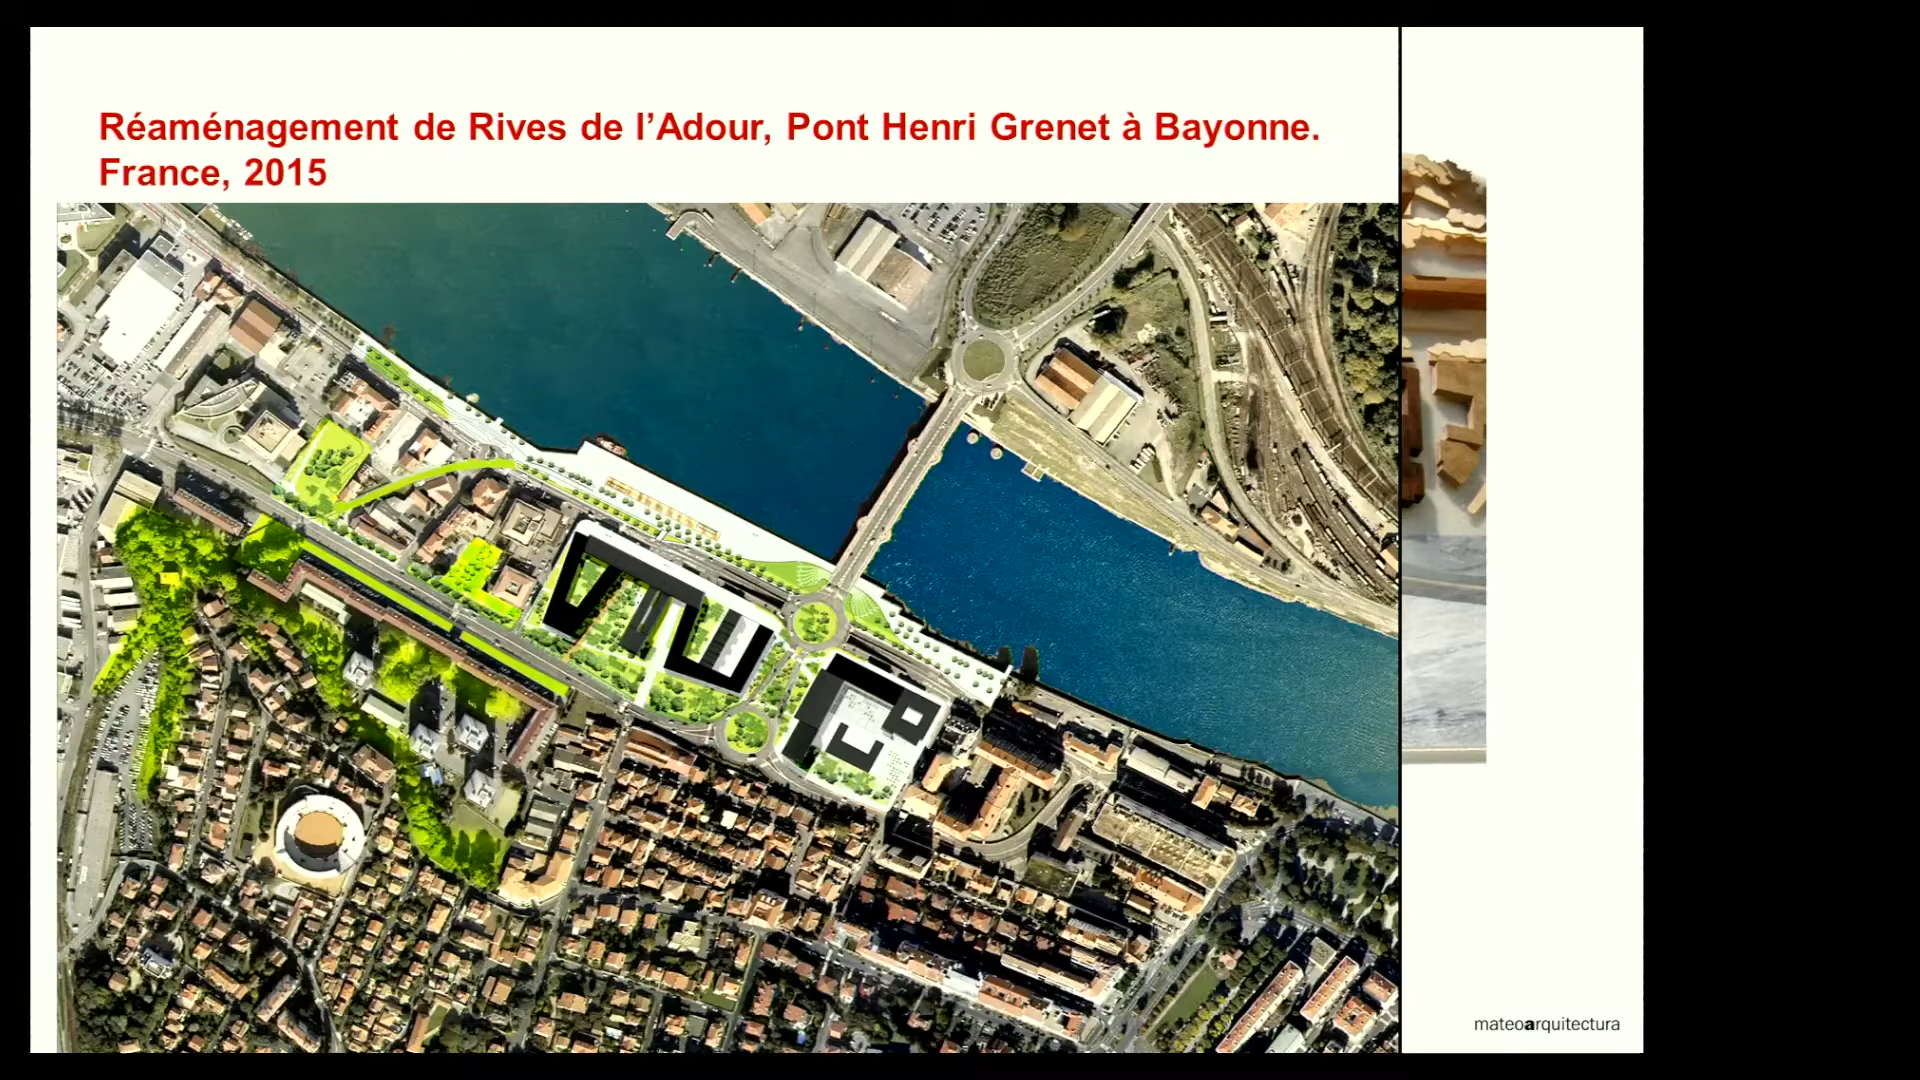 Réaménagement de Rives de l’Adour, Pont Henri Grenet à Bayonne.
France, 2015
mateoarquitectura